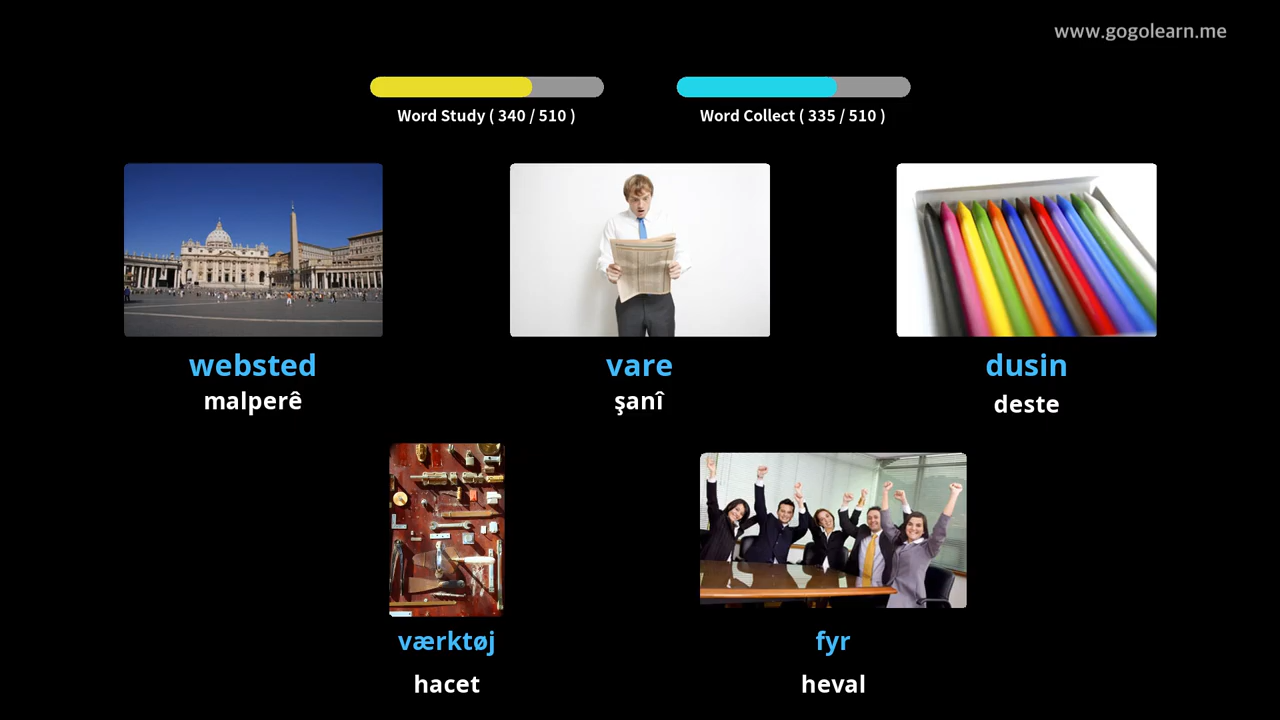 www.gogolearn.me
Word Study ( 340 / 510 )
Word Collect ( 335 / 510 )
websted
malperê
vare
şanî
dusin
deste
værktøj
hacet
fyr
heval